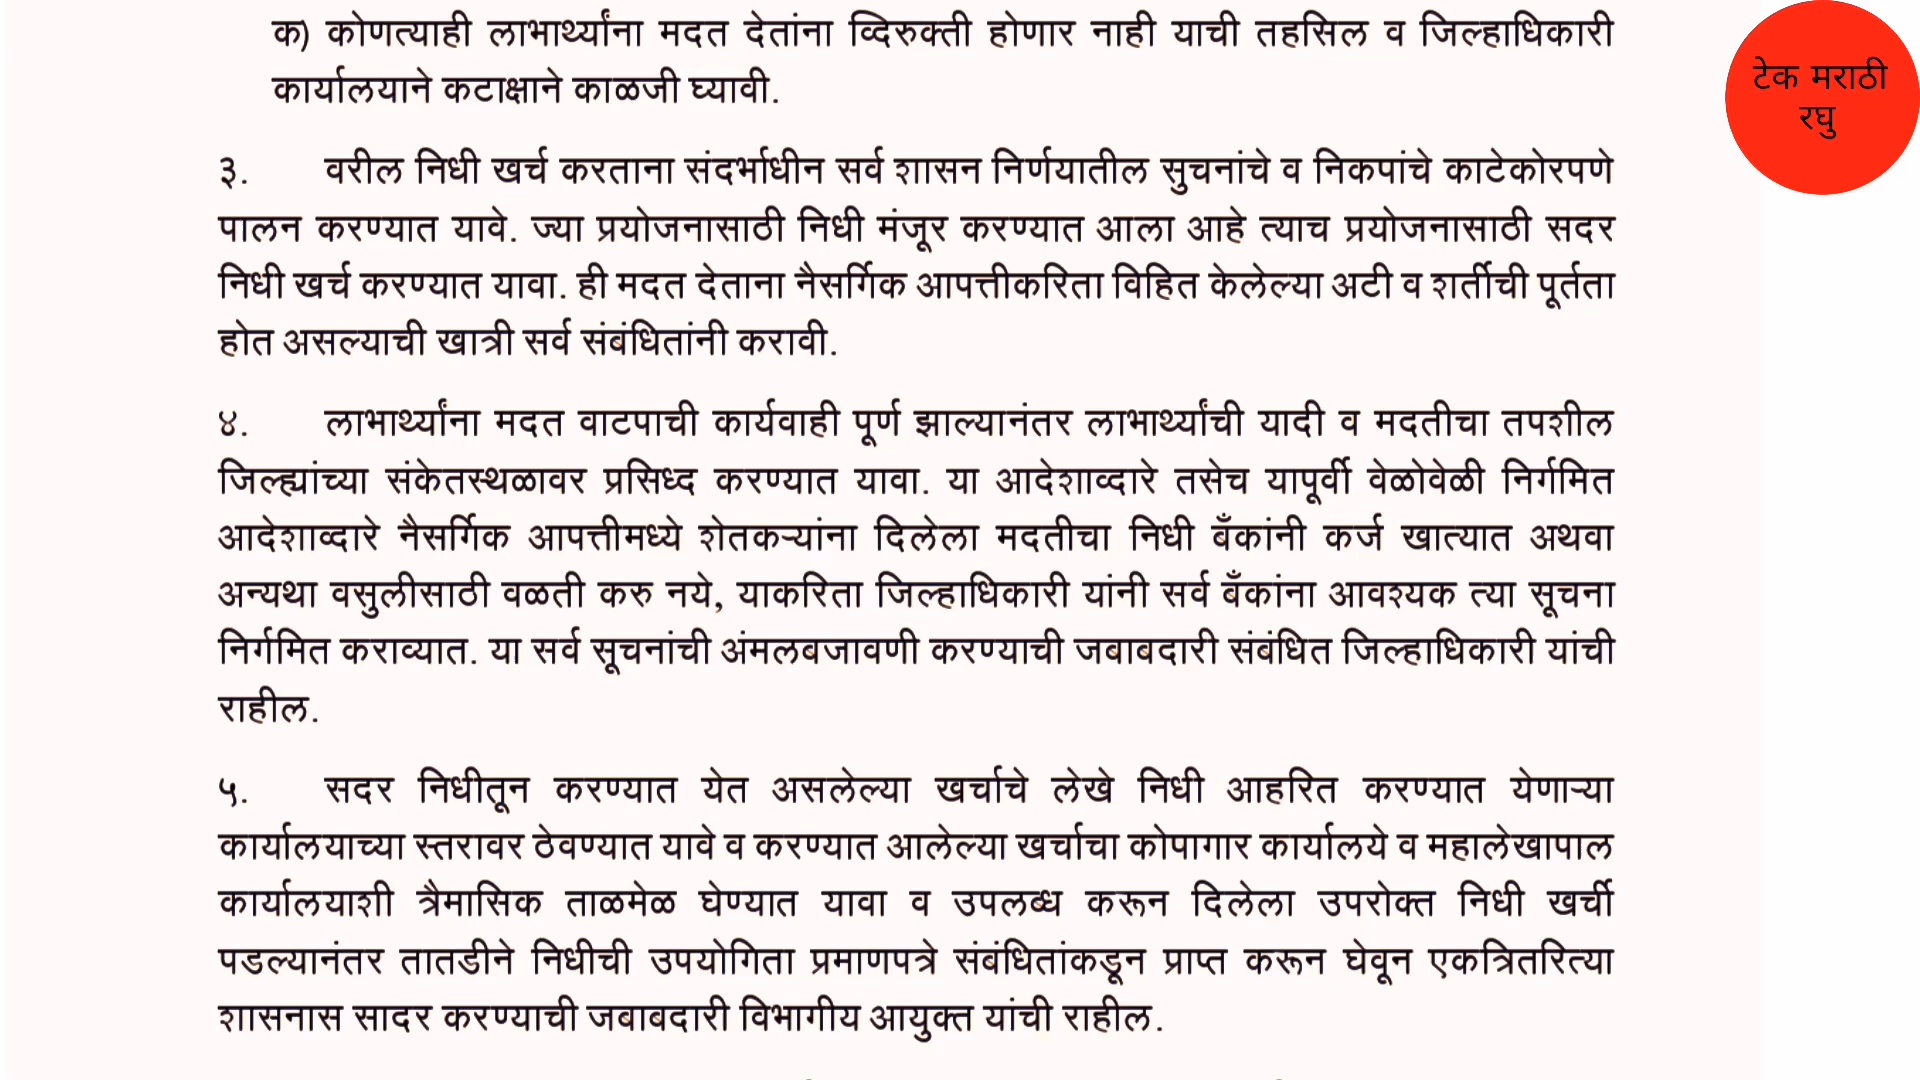 क) कोणत्याही लाभार्थ्यांना मदत देतांना व्दिरुक्ती होणार नाही याची तहसिल व जिल्हाधिकारी
कार्यालयाने कटाक्षाने काळजी घ्यावी.
३. वरील निधी खर्च करताना संदर्भाधीन सर्व शासन निर्णयातील सुचनांचे व निकषांचे काटेकोरपणे
पालन करण्यात यावे. ज्या प्रयोजनासाठी निधी मंजूर करण्यात आला आहे त्याच प्रयोजनासाठी सदर
निधी खर्च करण्यात यावा. ही मदत देताना नैसर्गिक आपत्तीकरिता विहित केलेल्या अटी व शर्तीची पूर्तता
होत असल्याची खात्री सर्व संबंधितांनी करावी.
४. लाभार्थ्यांना मदत वाटपाची कार्यवाही पूर्ण झाल्यानंतर लाभार्थ्यांची यादी व मदतीचा तपशील
जिल्ह्यांच्या संकेतस्थळावर प्रसिध्द करण्यात यावा. या आदेशाव्दारे तसेच यापूर्वी वेळोवेळी निर्गमित
आदेशाव्दारे नैसर्गिक आपत्तीमध्ये शेतकऱ्यांना दिलेला मदतीचा निधी बँकांनी कर्ज खात्यात अथवा
अन्यथा वसुलीसाठी वळती करु नये, याकरिता जिल्हाधिकारी यांनी सर्व बँकांना आवश्यक त्या सूचना
निर्गमित कराव्यात. या सर्व सूचनांची अंमलबजावणी करण्याची जबाबदारी संबंधित जिल्हाधिकारी यांची
राहील.
५. सदर निधीतून करण्यात येत असलेल्या खर्चाचे लेखे निधी आहरित करण्यात येणाऱ्या
कार्यालयाच्या स्तरावर ठेवण्यात यावे व करण्यात आलेल्या खर्चाचा कोषागार कार्यालये व महालेखापाल
कार्यालयाशी त्रैमासिक ताळमेळ घेण्यात यावा व उपलब्ध करून दिलेला उपरोक्त निधी खर्ची
पडल्यानंतर तातडीने निधीची उपयोगिता प्रमाणपत्रे संबंधितांकडून प्राप्त करून घेवून एकत्रितरित्या
शासनास सादर करण्याची जबाबदारी विभागीय आयुक्त यांची राहील.
टेक मराठी
रघु